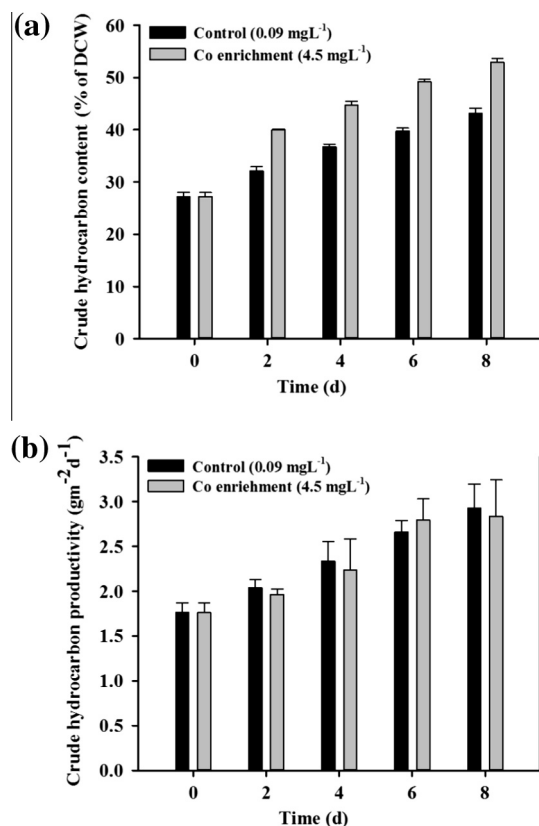 (a)
Control (0.09 mgL⁻¹)
Co enrichment (4.5 mgL⁻¹)
Crude hydrocarbon content (% of DCW)
60
50
40
30
20
10
0
0 2 4 6 8
Time (d)
(b)
Control (0.09 mgL⁻¹)
Co enriehment (4.5 mgL⁻¹)
Crude hydrocarbon productivity (gm⁻²d⁻¹)
3.5
3.0
2.5
2.0
1.5
1.0
0.5
0.0
0 2 4 6 8
Time (d)